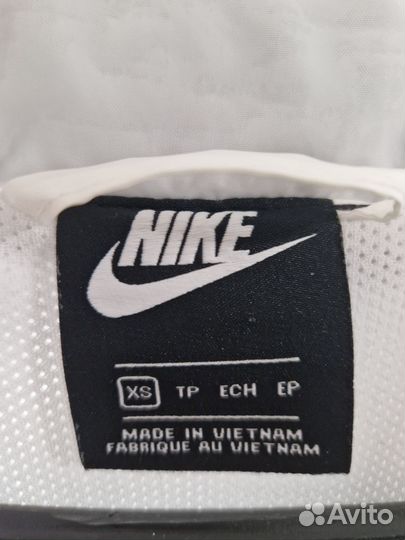 NIKE
XS TP ECH EP
MADE IN VIETNAM
FABRIQUE AU VIETNAM
Avito